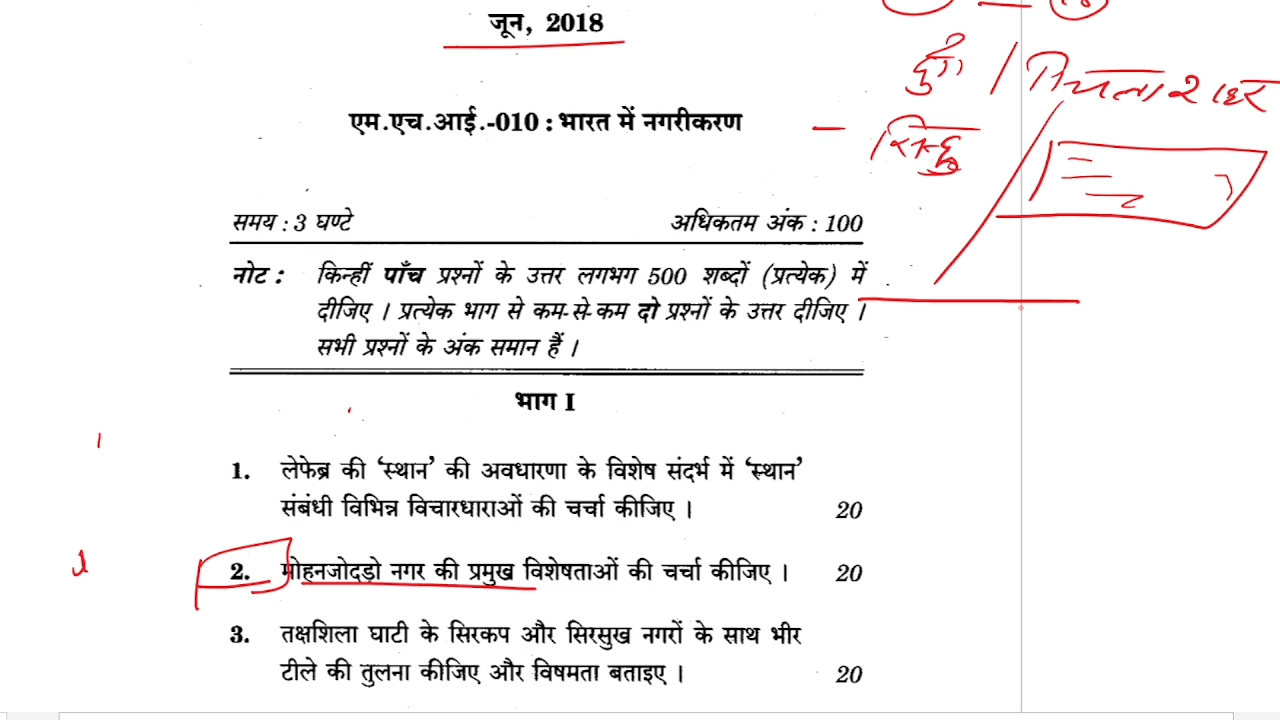 जून, 2018
एम.एच.आई.-010 : भारत में नगरीकरण
समय : 3 घण्टे
अधिकतम अंक : 100
नोट : किन्हीं पाँच प्रश्नों के उत्तर लगभग 500 शब्दों (प्रत्येक) में
दीजिए । प्रत्येक भाग से कम-से-कम दो प्रश्नों के उत्तर दीजिए ।
सभी प्रश्नों के अंक समान हैं ।
भाग I
1. लेफेब्र की ‘स्थान’ की अवधारणा के विशेष संदर्भ में ‘स्थान’
संबंधी विभिन्न विचारधाराओं की चर्चा कीजिए । 20
2. मोहनजोदड़ो नगर की प्रमुख विशेषताओं की चर्चा कीजिए । 20
3. तक्षशिला घाटी के सिरकप और सिरसुख नगरों के साथ भीर
टीले की तुलना कीजिए और विषमता बताइए । 20